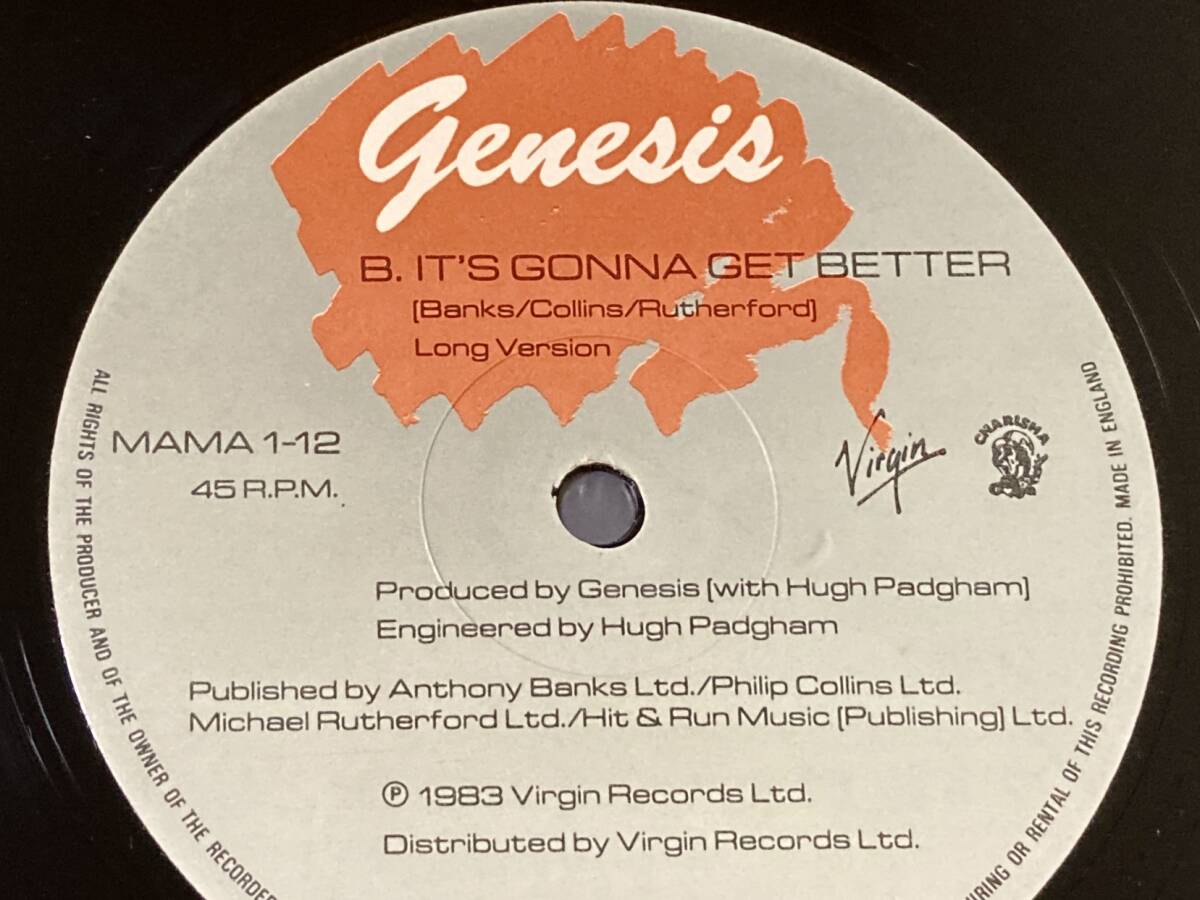 Genesis
B. IT'S GONNA GET BETTER
[Banks/Collins/Rutherford]
Long Version
MAMA 1-12
45 R.P.M.
Virgin
CHARISMA
Produced by Genesis [with Hugh Padgham]
Engineered by Hugh Padgham
Published by Anthony Banks Ltd./Philip Collins Ltd.
Michael Rutherford Ltd./Hit & Run Music [Publishing] Ltd.
℗ 1983 Virgin Records Ltd.
Distributed by Virgin Records Ltd.
ALL RIGHTS OF THE PRODUCER AND OF THE OWNER OF THE RECORDED
OR RENTAL OF THIS RECORDING PROHIBITED. MADE IN ENGLAND